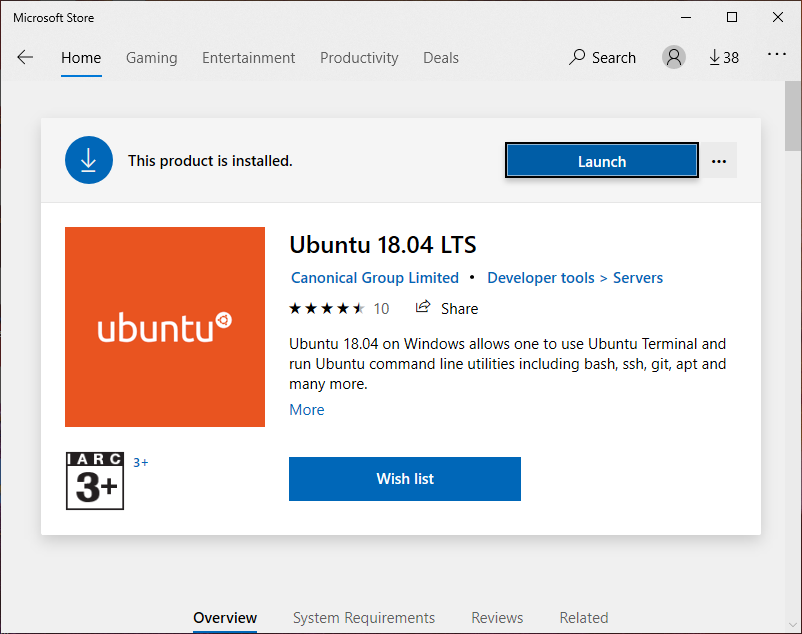 Microsoft Store
Home Gaming Entertainment Productivity Deals Search 38 ...
This product is installed. Launch ...
ubuntu
Ubuntu 18.04 LTS
Canonical Group Limited • Developer tools > Servers
10 Share
Ubuntu 18.04 on Windows allows one to use Ubuntu Terminal and
run Ubuntu command line utilities including bash, ssh, git, apt and
many more.
More
IARC
3+
3+
Wish list
Overview System Requirements Reviews Related